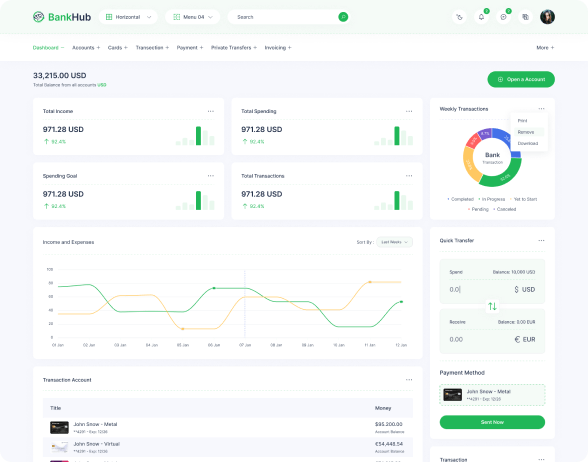 BankHub
Horizontal
Menu 04
Search
Dashboard
Accounts +
Cards +
Transaction +
Payment +
Private Transfers +
Invoicing +
More +
33,215.00 USD
Total Balance from all accounts USD
Open a Account
Total Income
971.28 USD
92.4%
Total Spending
971.28 USD
92.4%
Spending Goal
971.28 USD
92.4%
Total Transactions
971.28 USD
92.4%
Weekly Transactions
Print
Remove
Download
Bank
Transaction
Completed
In Progress
Yet to Start
Pending
Canceled
Income and Expenses
Sort By :
Last Weeks
100
80
60
40
20
0
01 Jan 02 Jan 03 Jan 04 Jan 05 Jan 06 Jan 07 Jan 08 Jan 09 Jan 10 Jan 11 Jan 12 Jan
Quick Transfer
Spend
Balance: 10,000 USD
0.0|
$ USD
Receive
Balance: 5.00 EUR
0.00
€ EUR
Payment Method
John Snow - Metal
**4291 - Exp: 12/26
Sent Now
Transaction Account
Title
Money
John Snow - Metal
**4291 - Exp: 12/26
$95.200.00
Account Balance
John Snow - Virtual
**4291 - Exp: 12/26
€54,448.54
Account Balance
Transaction